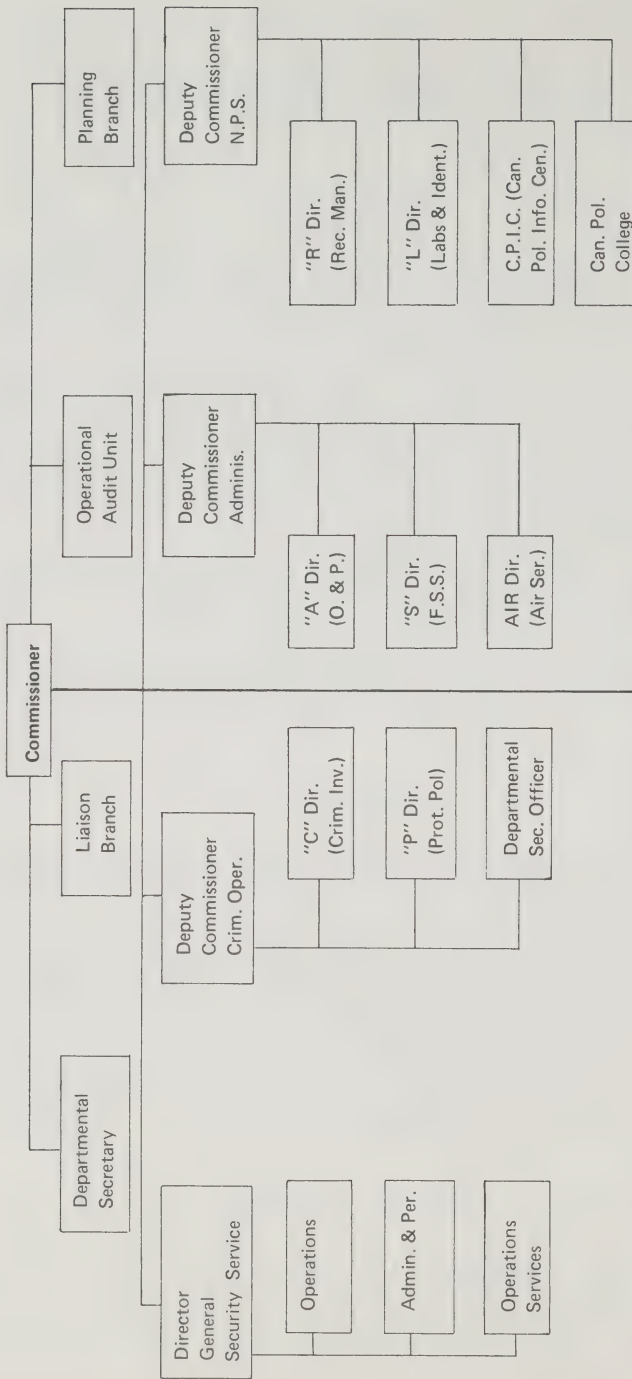 Commissioner
Departmental
Secretary
Liaison
Branch
Operational
Audit Unit
Planning
Branch
Director
General
Security Service
Deputy
Commissioner
Crim. Oper.
Deputy
Commissioner
Adminis.
Deputy
Commissioner
N.P.S.
Operations
Admin. & Per.
Operations
Services
"C" Dir.
(Crim. Inv.)
"P" Dir.
(Prot. Pol)
Departmental
Sec. Officer
"A" Dir.
(O. & P.)
"S" Dir.
(F.S.S.)
AIR Dir.
(Air Ser.)
"R" Dir.
(Rec. Man.)
"L" Dir.
(Labs & Ident.)
C.P.I.C. (Can.
Pol. Info. Cen.)
Can. Pol.
College